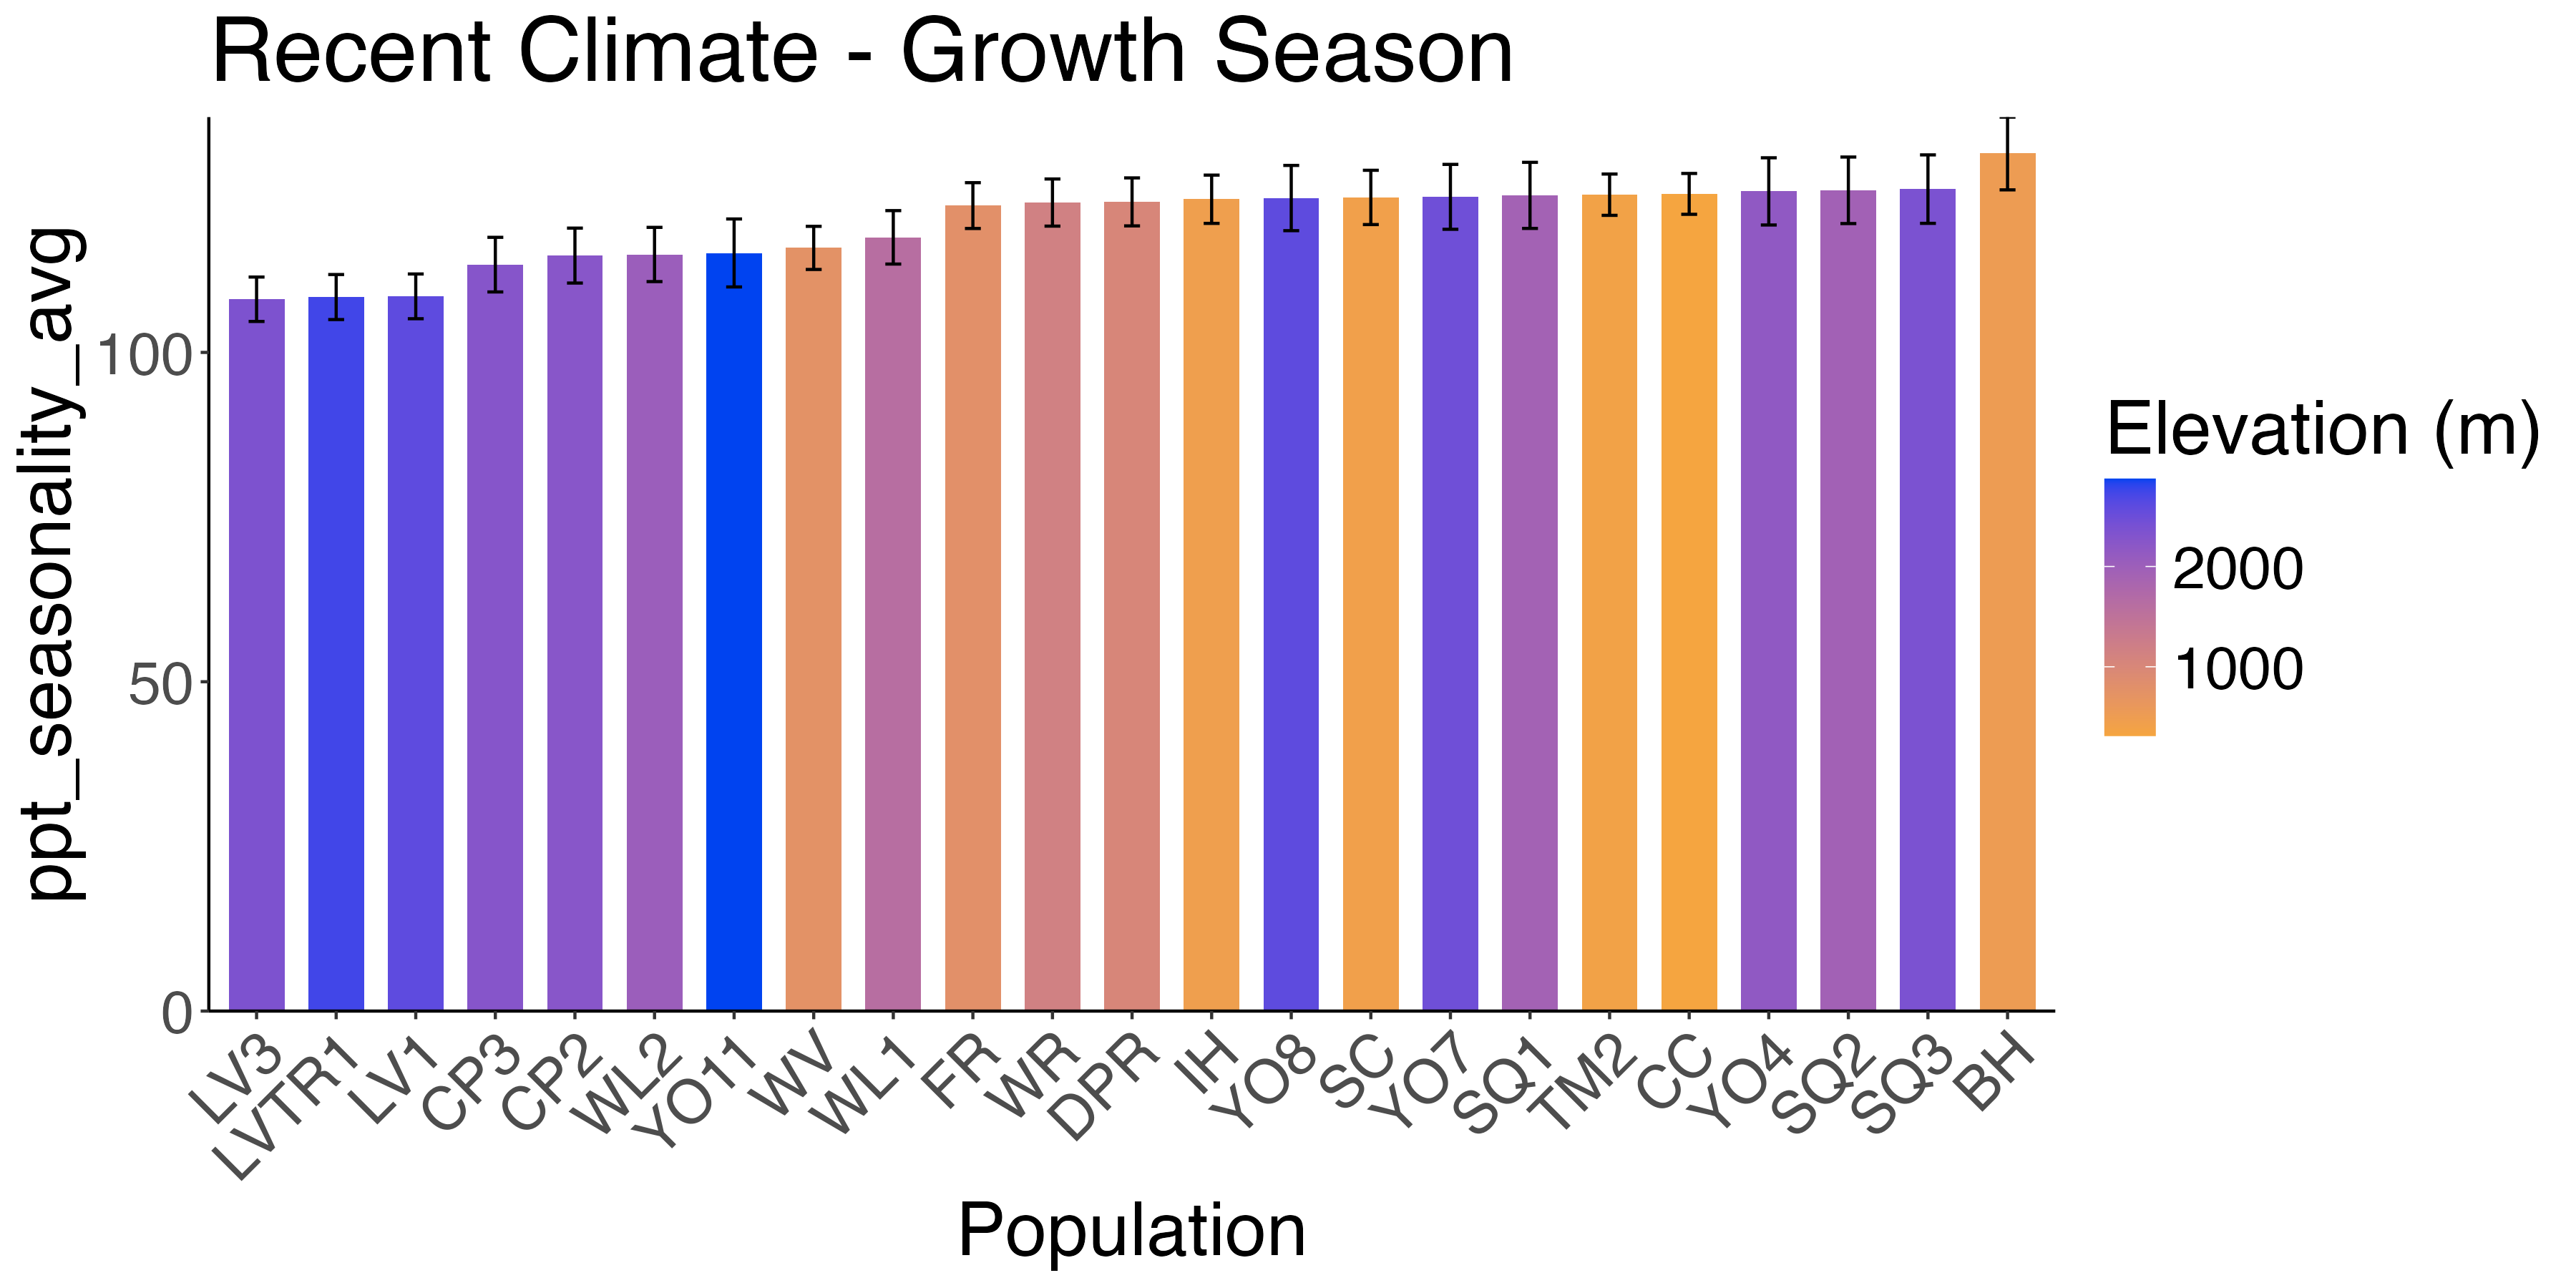 Recent Climate - Growth Season
ppt_seasonality_avg
100
50
0
LV3
LVTR1
LV1
CP3
CP2
WL2
YO11
WV
WL1
FR
WR
DPR
IH
YO8
SC
YO7
SQ1
TM2
CC
YO4
SQ2
SQ3
BH
Population
Elevation (m)
2000
1000